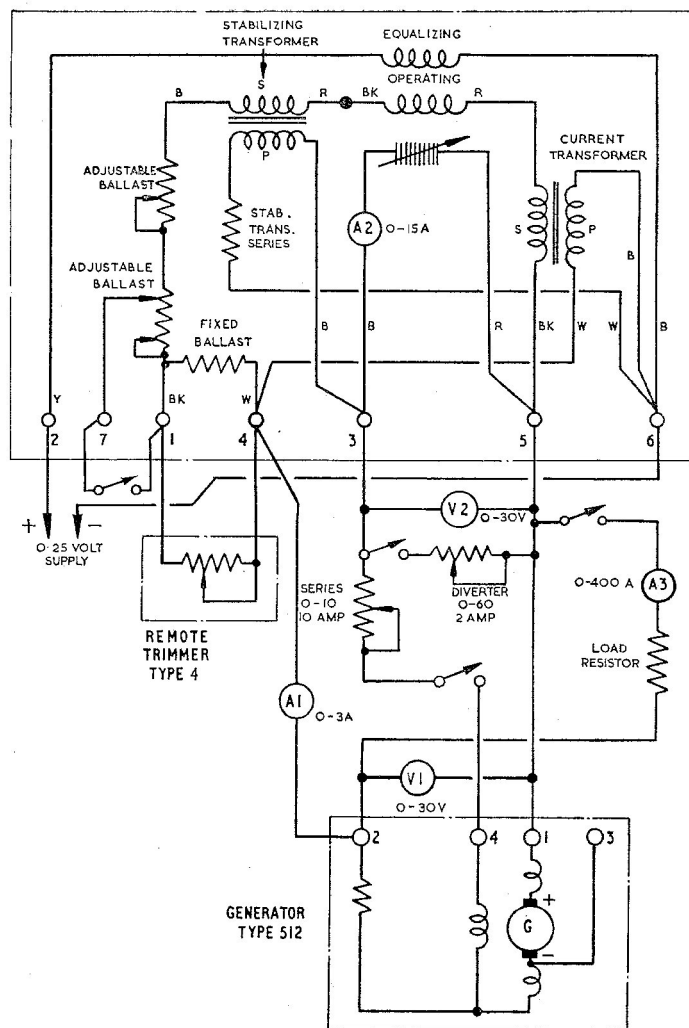 STABILIZING
TRANSFORMER
EQUALIZING
OPERATING
B
S
R
BK
R
P
CURRENT
TRANSFORMER
ADJUSTABLE
BALLAST
STAB.
TRANS.
SERIES
A2
0-15A
S
P
B
ADJUSTABLE
BALLAST
FIXED
BALLAST
B
B
R
BK
W
W
B
Y
BK
W
2
7
1
4
3
5
6
+
-
0-25 VOLT
SUPPLY
V2
0-30V
SERIES
0-10
10 AMP
DIVERTER
0-60
2 AMP
0-400 A
A3
LOAD
RESISTOR
REMOTE
TRIMMER
TYPE 4
A1
0-3A
V1
0-30V
2
4
1
3
GENERATOR
TYPE 512
+
G
-